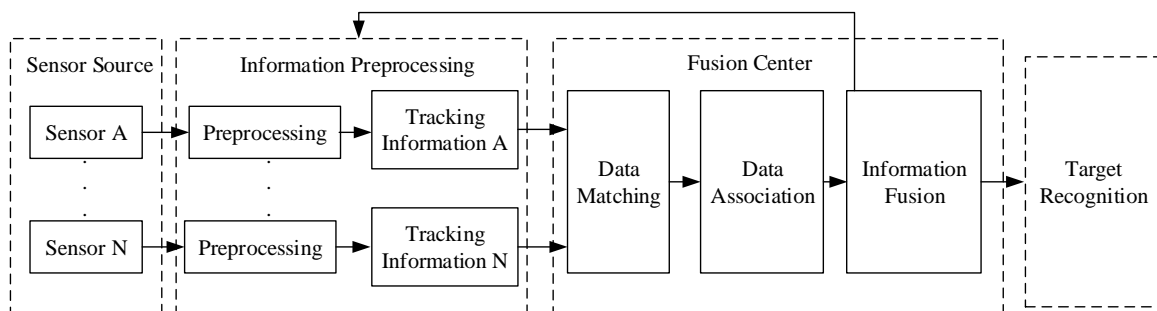 Sensor Source
Information Preprocessing
Fusion Center
Sensor A
Preprocessing
Tracking
Information A
Sensor N
Preprocessing
Tracking
Information N
Data
Matching
Data
Association
Information
Fusion
Target
Recognition